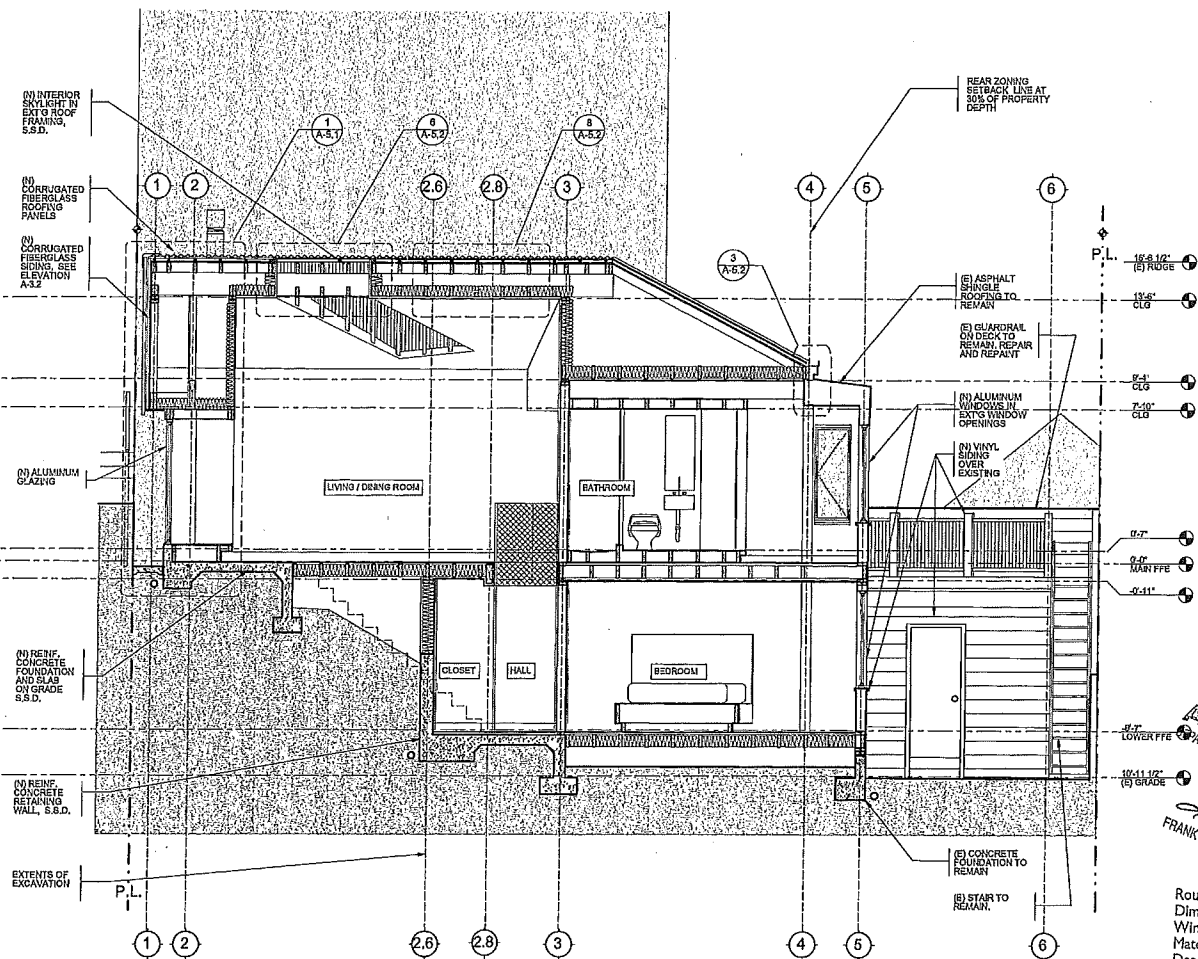 (N) INTERIOR
SKYLIGHT IN
EXT'G ROOF
FRAMING,
S.S.D.
1
A-5.1
6
A-5.2
8
A-5.2
REAR ZONING
SETBACK LINE AT
30% OF PROPERTY
DEPTH
(N)
CORRUGATED
FIBERGLASS
ROOFING
PANELS
1
2
2.6
2.8
3
4
5
6
(N)
CORRUGATED
FIBERGLASS
SIDING, SEE
ELEVATION
A-3.2
3
A-5.2
P.L.
(E) RIDGE
(E) ASPHALT
SHINGLE
ROOFING TO
REMAIN
13'-6"
CLG
(E) GUARDRAIL
ON DECK TO
REMAIN. REPAIR
AND REPAINT
9'-4"
CLG
(N) ALUMINUM
WINDOWS IN
EXT'G WINDOW
OPENINGS
7'-10"
CLG
(N) VINYL
SIDING
OVER
EXISTING
(N) ALUMINUM
GLAZING
LIVING / DINING ROOM
BATHROOM
0'-7"
0'-0"
MAIN FFE
-0'-11"
(N) REINF.
CONCRETE
FOUNDATION
AND SLAB
ON GRADE
S.S.D.
CLOSET
HALL
BEDROOM
LOWER FFE
10'-11 1/2"
(E) GRADE
(N) REINF.
CONCRETE
RETAINING
WALL, S.S.D.
FRANK
EXTENTS OF
EXCAVATION
P.L.
(E) CONCRETE
FOUNDATION TO
REMAIN
(E) STAIR TO
REMAIN.
1
2
2.6
2.8
3
4
5
6
Rou
Dim
Win
Mate